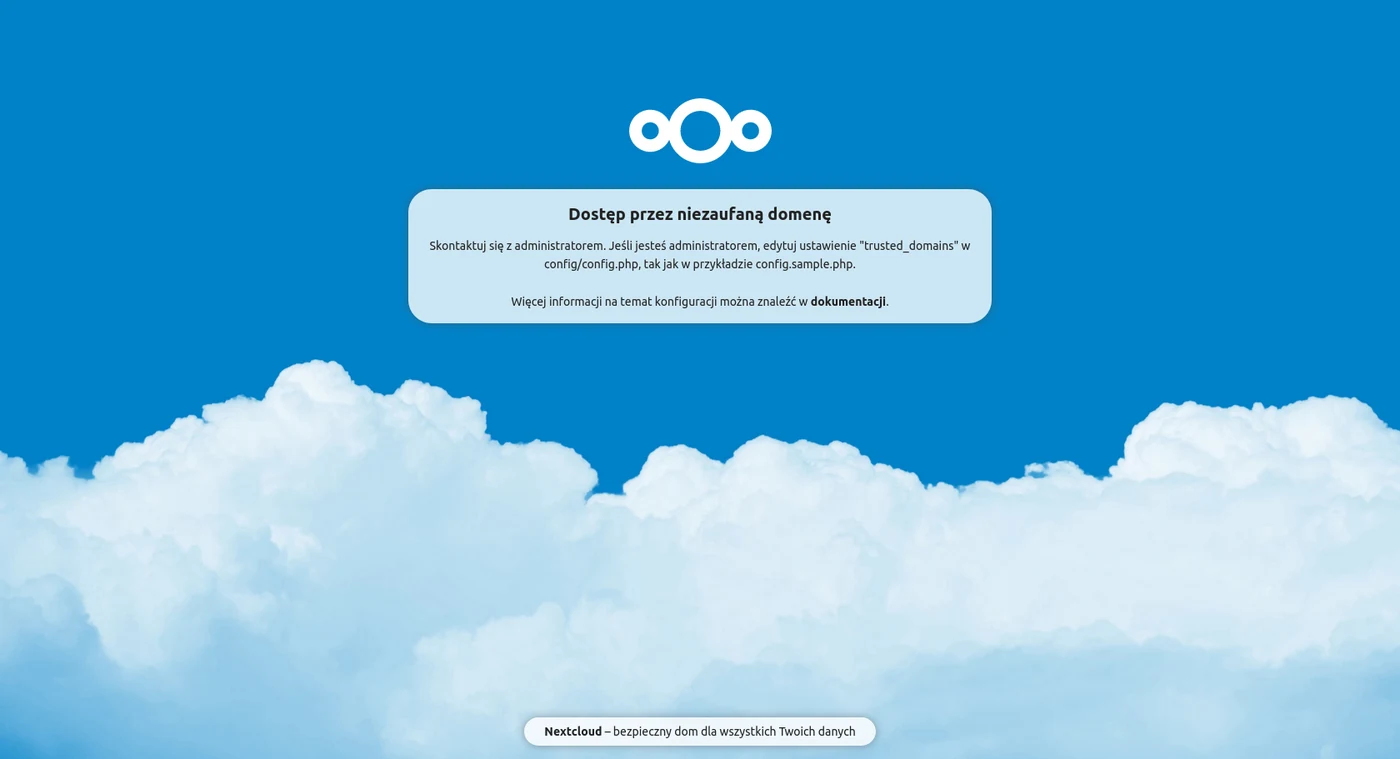 Dostęp przez niezaufaną domenę
Skontaktuj się z administratorem. Jeśli jesteś administratorem, edytuj ustawienie "trusted_domains" w
config/config.php, tak jak w przykładzie config.sample.php.
Więcej informacji na temat konfiguracji można znaleźć w dokumentacji.
Nextcloud – bezpieczny dom dla wszystkich Twoich danych